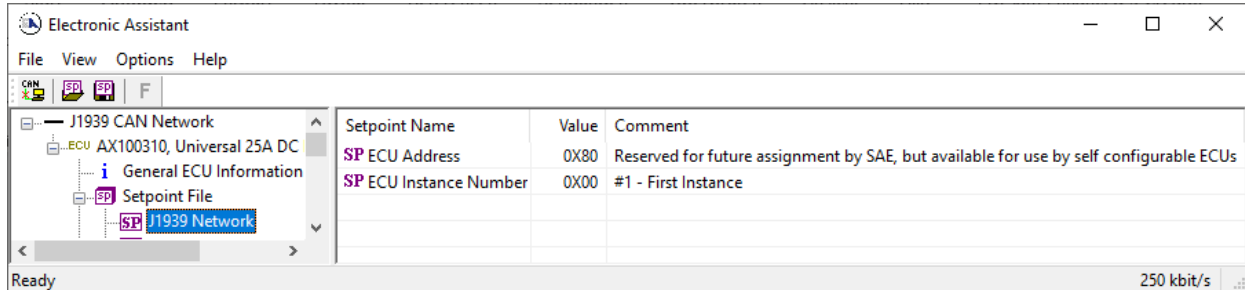 Electronic Assistant
File View Options Help
CAN SP SP F
J1939 CAN Network
ECU AX100310, Universal 25A DC
i General ECU Information
SP Setpoint File
SP J1939 Network
Setpoint Name Value Comment
SP ECU Address 0X80 Reserved for future assignment by SAE, but available for use by self configurable ECUs
SP ECU Instance Number 0X00 #1 - First Instance
Ready 250 kbit/s